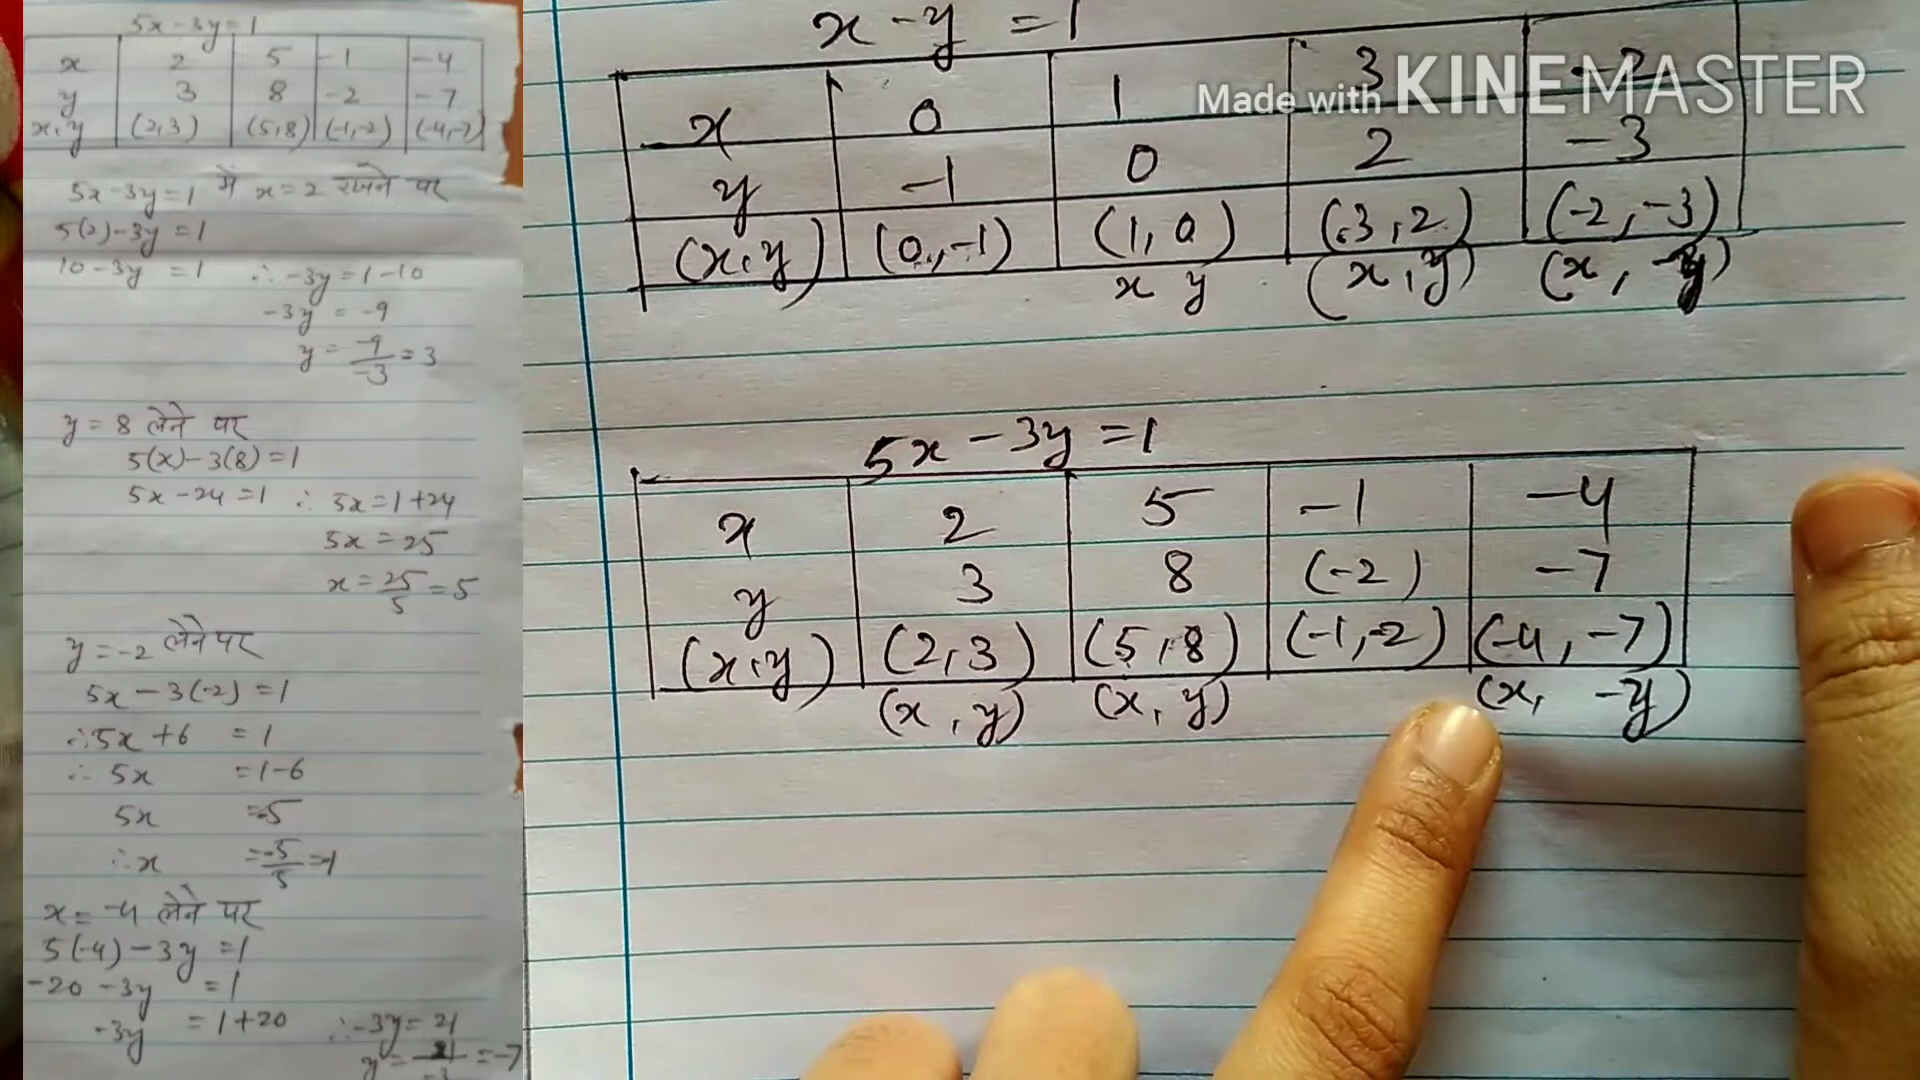 5x-3y=1
x 2 5 -1 -4
y 3 8 -2 -7
x,y (2,3) (5,8) (-1,-2) (-4,-7)
5x-3y=1 में x=2 रखने पर
5(2)-3y=1
10-3y =1 ∴ -3y=1-10
-3y = -9
y = -9/-3 = 3
y = 8 लेने पर
5(x)-3(8)=1
5x-24=1 ∴ 5x=1+24
5x=25
x=25/5=5
y=-2 लेने पर
5x-3(-2)=1
∴5x+6 =1
∴ 5x =1-6
5x =-5
∴x =-5/5=-1
x= -4 लेने पर
5(-4)-3y =1
-20 -3y =1
-3y =1+20 ∴-3y=21
y=21/-3=-7
x-y =1
Made with KINEMASTER
x 0 1 3 -2
y -1 0 2 -3
(x,y) (0,-1) (1,0) (3,2) (-2,-3)
x y (x,y) (x, -y)
5x-3y=1
x 2 5 -1 -4
y 3 8 (-2) -7
(x,y) (2,3) (5,8) (-1,-2) (-4,-7)
(x,y) (x,y) (x, -y)